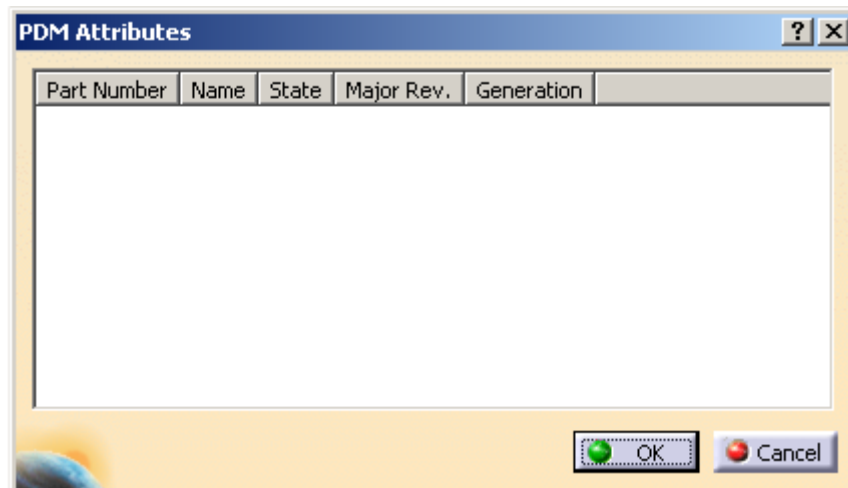 PDM Attributes
Part Number Name State Major Rev. Generation
OK Cancel